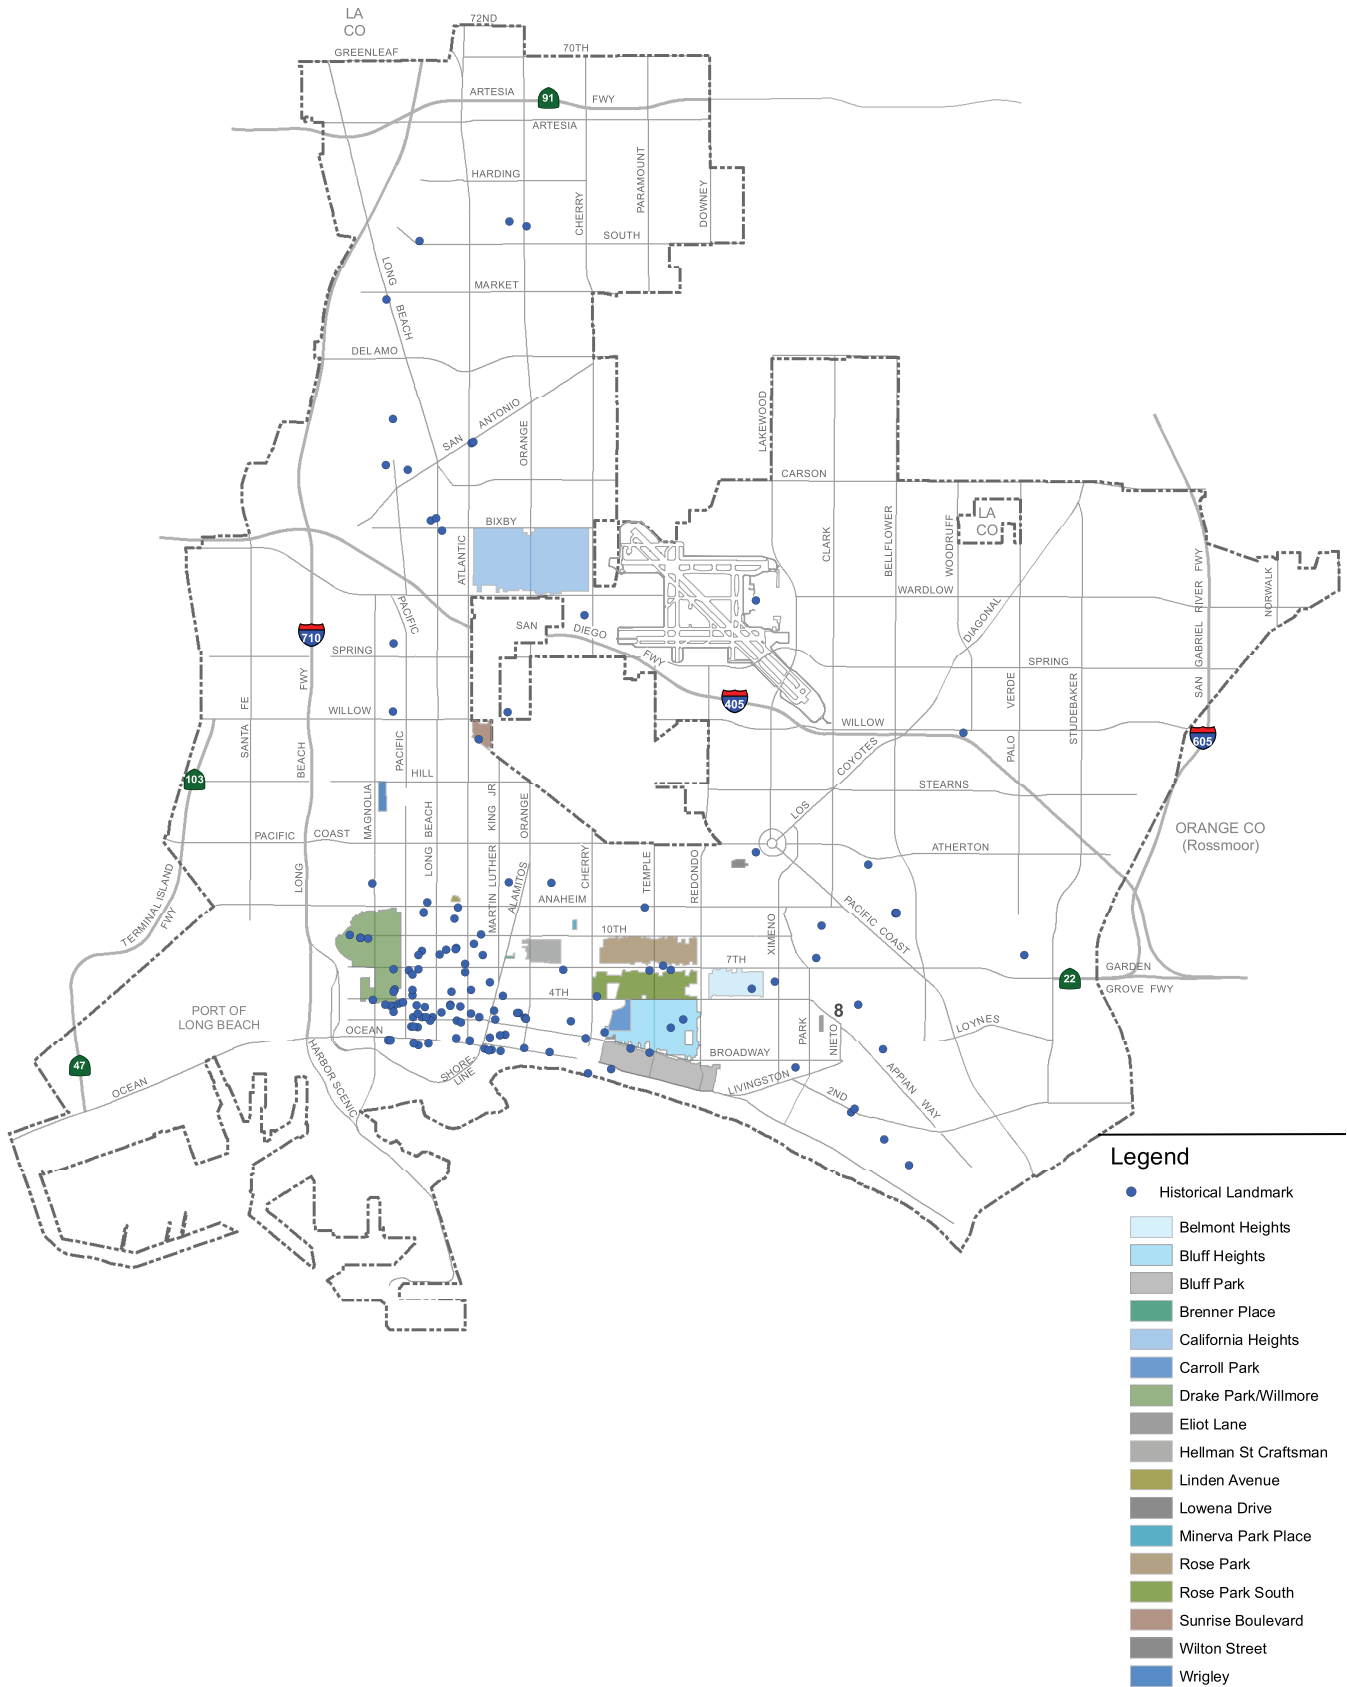 LA
CO
72ND
GREENLEAF
70TH
ARTESIA
91
FWY
ARTESIA
HARDING
CHERRY
PARAMOUNT
DOWNEY
SOUTH
LONG
BEACH
MARKET
DEL AMO
SAN
ANTONIO
ORANGE
LAKEWOOD
CARSON
BIXBY
ATLANTIC
CLARK
BELLFLOWER
WOODRUFF
LA
CO
WARDLOW
DIAGONAL
SAN GABRIEL RIVER FWY
NORWALK
PACIFIC
SAN
DIEGO
FWY
710
SPRING
SPRING
FWY
SANTA FE
WILLOW
405
WILLOW
VERDE
PALO
STUDEBAKER
605
BEACH
PACIFIC
COYOTES
LOS
HILL
103
STEARNS
MAGNOLIA
LONG BEACH
MARTIN LUTHER KING JR
ORANGE
PACIFIC
COAST
ATHERTON
ORANGE CO
(Rossmoor)
LONG
CHERRY
TEMPLE
REDONDO
ALAMITOS
ANAHEIM
TERMINAL ISLAND
FWY
PACIFIC COAST
XIMENO
10TH
7TH
4TH
22
GARDEN
GROVE FWY
PORT OF
LONG BEACH
OCEAN
8
PARK
NIETO
LOYNES
BROADWAY
HARBOR SCENIC
SHORE-
LINE
47
OCEAN
LIVINGSTON
2ND
APPIAN WAY
Legend
Historical Landmark
Belmont Heights
Bluff Heights
Bluff Park
Brenner Place
California Heights
Carroll Park
Drake Park/Willmore
Eliot Lane
Hellman St Craftsman
Linden Avenue
Lowena Drive
Minerva Park Place
Rose Park
Rose Park South
Sunrise Boulevard
Wilton Street
Wrigley